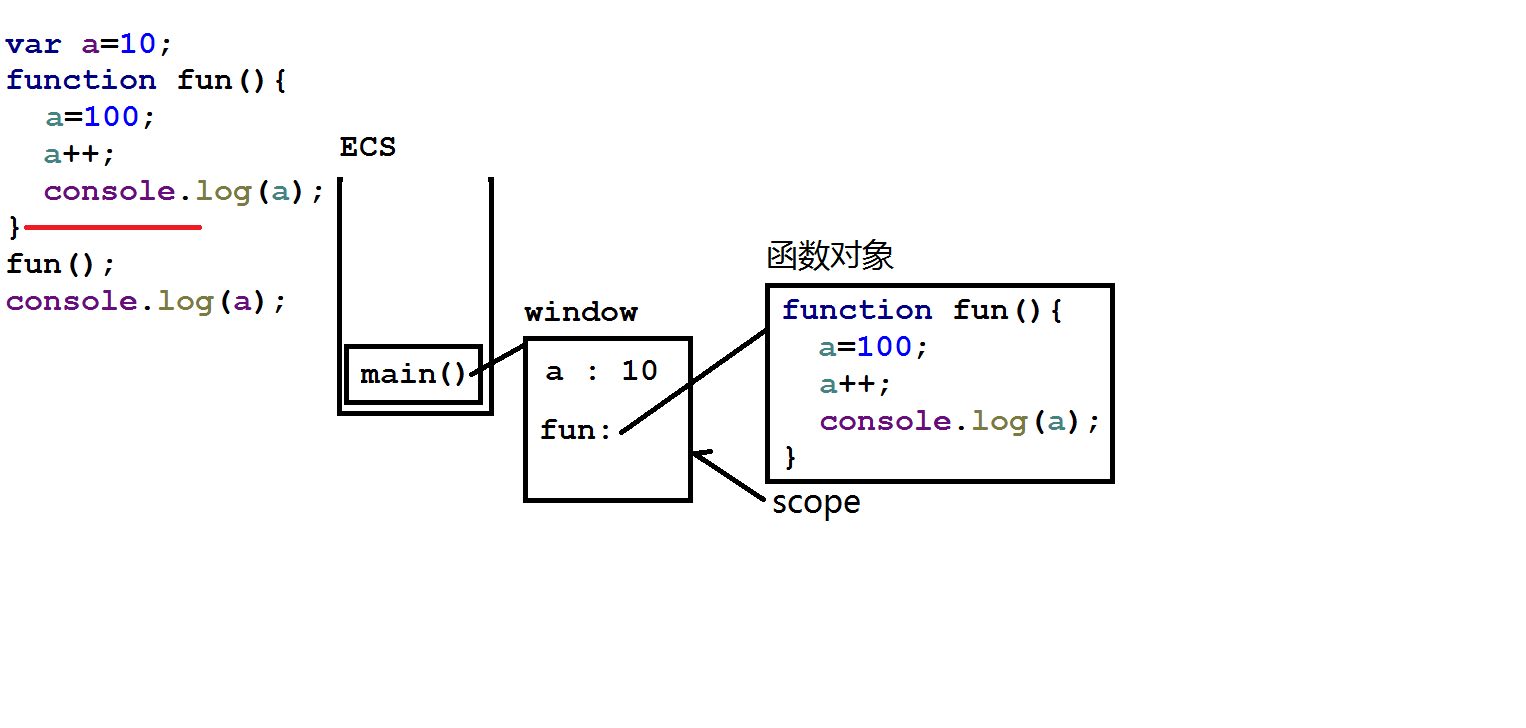 var a=10;
function fun(){
a=100;
a++;
console.log(a);
}
fun();
console.log(a);
ECS
main()
window
a : 10
fun:
函数对象
function fun(){
a=100;
a++;
console.log(a);
}
scope